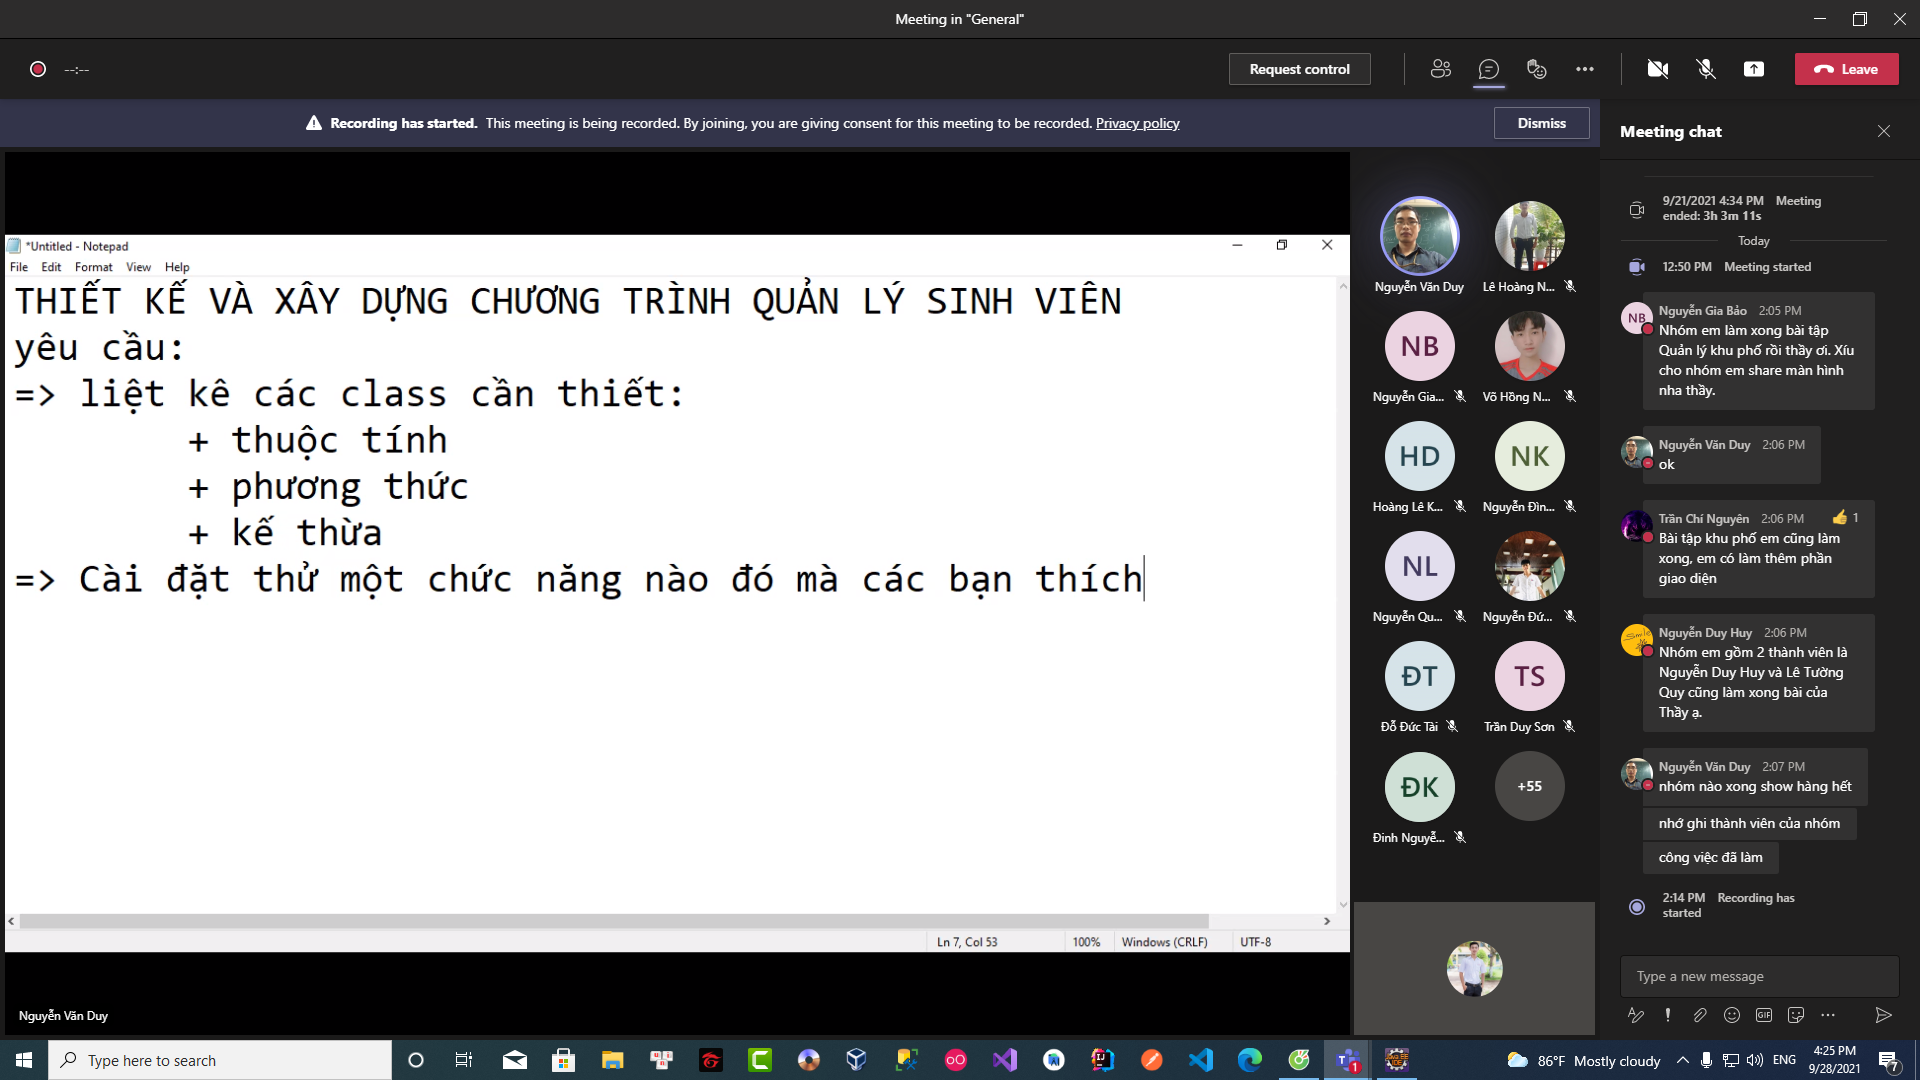 Meeting in "General"
--:--
Request control
Leave
Recording has started. This meeting is being recorded. By joining, you are giving consent for this meeting to be recorded. Privacy policy
Dismiss
*Untitled - Notepad
File Edit Format View Help
THIẾT KẾ VÀ XÂY DỰNG CHƯƠNG TRÌNH QUẢN LÝ SINH VIÊN
yêu cầu:
=> liệt kê các class cần thiết:
+ thuộc tính
+ phương thức
+ kế thừa
=> Cài đặt thử một chức năng nào đó mà các bạn thích
Ln 7, Col 53
100%
Windows (CRLF)
UTF-8
Nguyễn Văn Duy
Nguyễn Văn Duy
Lê Hoàng N...
NB
Nguyễn Gia...
Võ Hồng N...
HD
Hoàng Lê K...
NK
Nguyễn Đìn...
NL
Nguyễn Qu...
Nguyễn Đứ...
ĐT
Đỗ Đức Tài
TS
Trần Duy Sơn
ĐK
Đinh Nguyễ...
+55
Meeting chat
9/21/2021 4:34 PM Meeting
ended: 3h 3m 11s
Today
12:50 PM Meeting started
NB
Nguyễn Gia Bảo 2:05 PM
Nhóm em làm xong bài tập
Quản lý khu phố rồi thầy ơi. Xíu
cho nhóm em share màn hình
nha thầy.
Nguyễn Văn Duy 2:06 PM
ok
Trần Chí Nguyên 2:06 PM
1
Bài tập khu phố em cũng làm
xong, em có làm thêm phần
giao diện
Nguyễn Duy Huy 2:06 PM
Nhóm em gồm 2 thành viên là
Nguyễn Duy Huy và Lê Tường
Quy cũng làm xong bài của
Thầy ạ.
Nguyễn Văn Duy 2:07 PM
nhóm nào xong show hàng hết
nhớ ghi thành viên của nhóm
công việc đã làm
2:14 PM Recording has
started
Type a new message
GIF
Type here to search
86°F Mostly cloudy
ENG
4:25 PM
9/28/2021
7